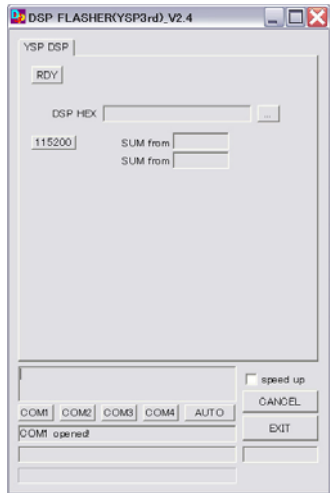 DSP FLASHER(YSP3rd)_V2.4
YSP DSP
RDY
DSP HEX ...
115200 SUM from
SUM from
speed up
CANCEL
COM1 COM2 COM3 COM4 AUTO
EXIT
COM1 opened!